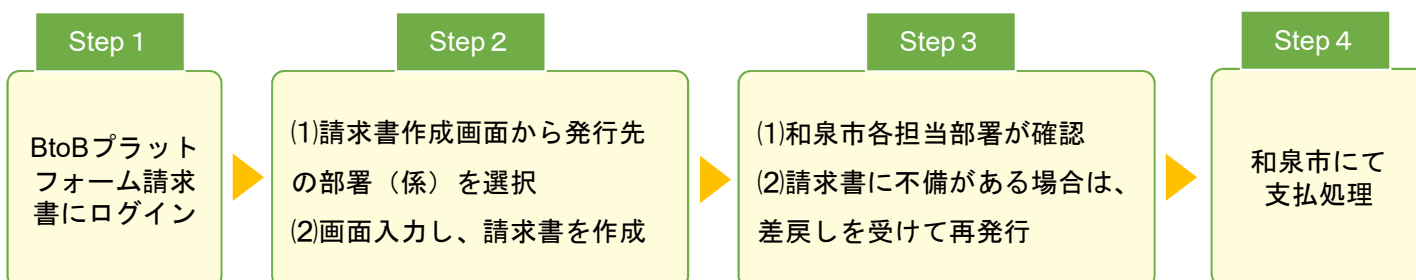 Step 1
BtoBプラット
フォーム請求
書にログイン
Step 2
⑴請求書作成画面から発行先
の部署（係）を選択
⑵画面入力し、請求書を作成
Step 3
⑴和泉市各担当部署が確認
⑵請求書に不備がある場合は、
差戻しを受けて再発行
Step 4
和泉市にて
支払処理